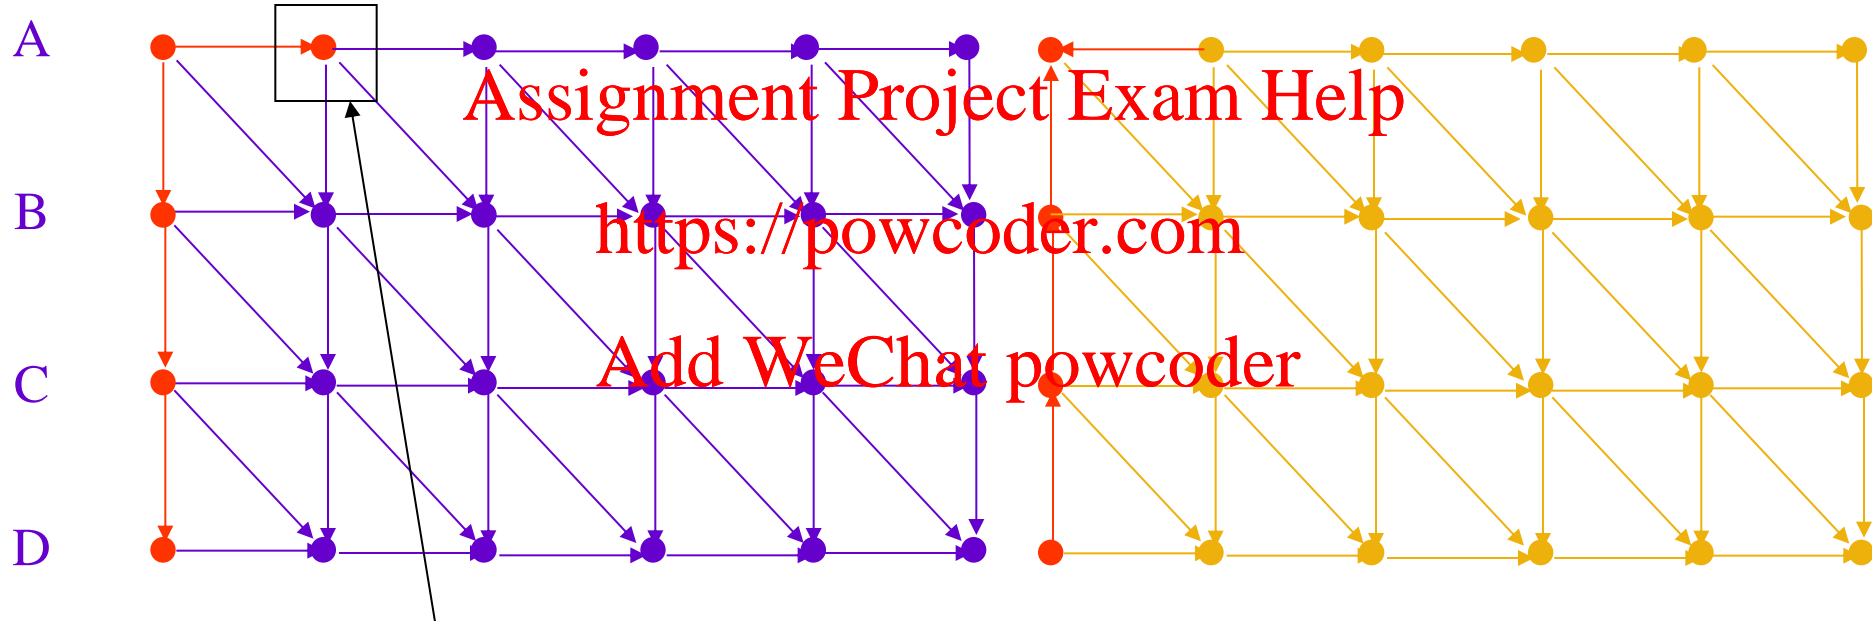 A
Assignment Project Exam Help
B
https://powcoder.com
C
Add WeChat powcoder
D